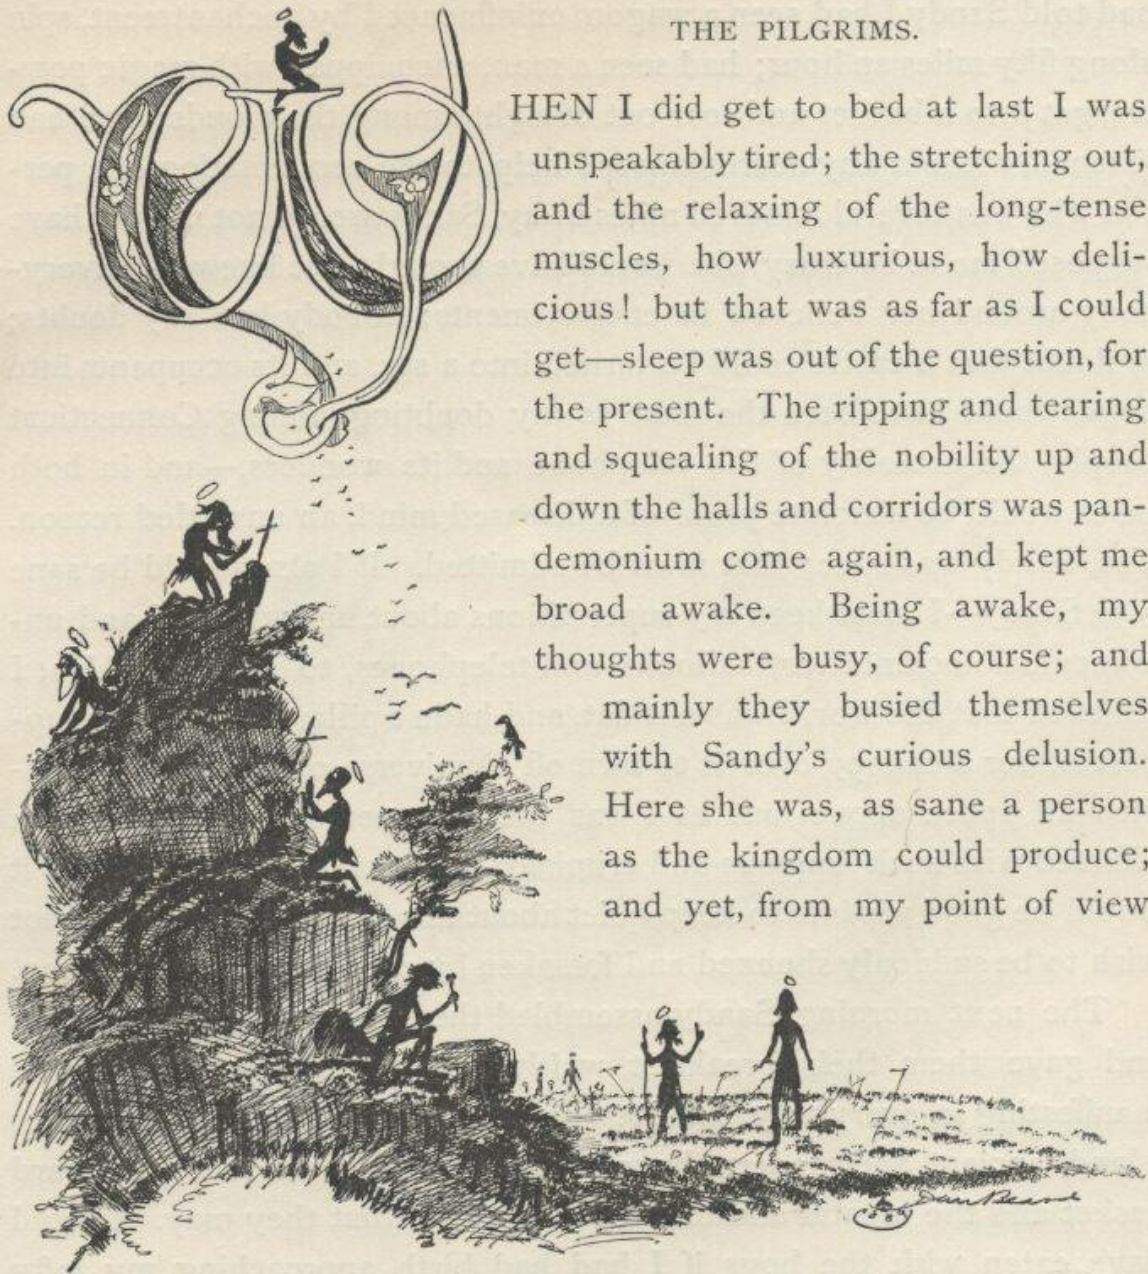 THE PILGRIMS.
WHEN I did get to bed at last I was
unspeakably tired; the stretching out,
and the relaxing of the long-tense
muscles, how luxurious, how deli-
cious! but that was as far as I could
get—sleep was out of the question, for
the present. The ripping and tearing
and squealing of the nobility up and
down the halls and corridors was pan-
demonium come again, and kept me
broad awake. Being awake, my
thoughts were busy, of course; and
mainly they busied themselves
with Sandy's curious delusion.
Here she was, as sane a person
as the kingdom could produce;
and yet, from my point of view
Dan Beard